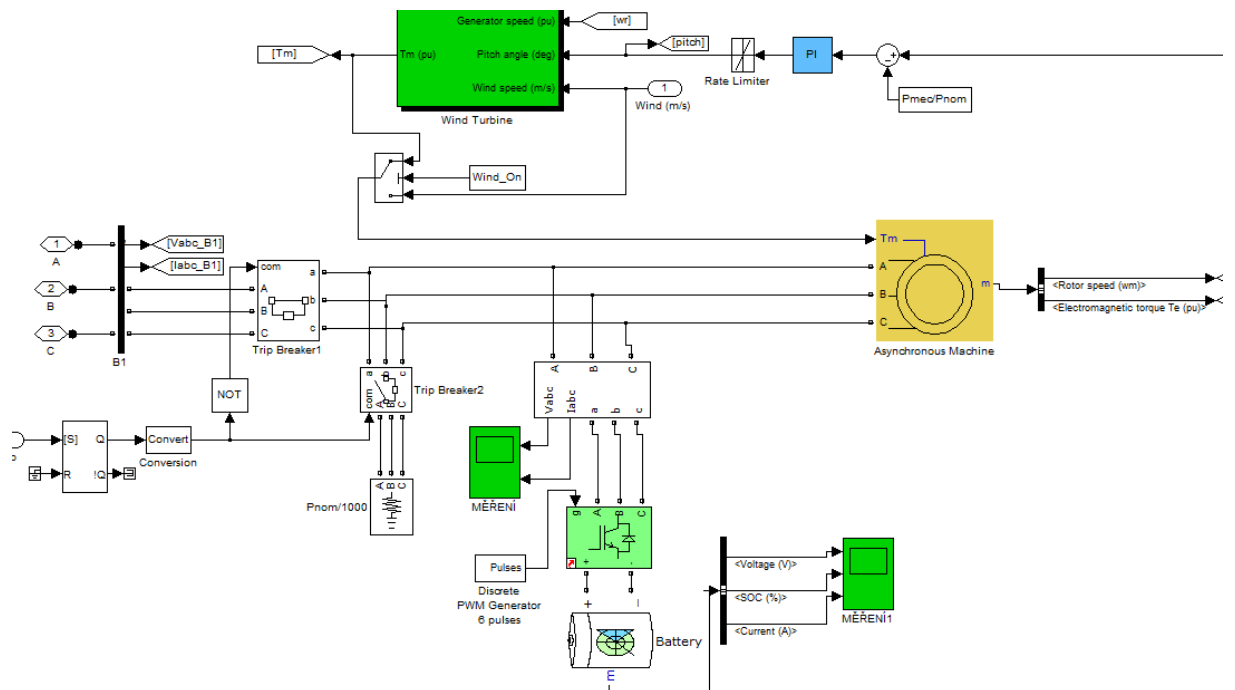 Generator speed (pu)
[wr]
[Tm]
Tm (pu)
Pitch angle (deg)
[pitch]
PI
- +
Rate Limiter
Wind speed (m/s)
1
Wind (m/s)
Pmec/Pnom
Wind Turbine
Wind_On
1
A
[Vabc_B1]
[Iabc_B1]
2
B
3
C
B1
com
A
B
C
a
b
c
Trip Breaker1
Tm
A
B
C
m
Asynchronous Machine
<Rotor speed (wm)>
<Electromagnetic torque Te (pu)>
NOT
a
b
c
com
A
B
C
Trip Breaker2
A
B
C
Vabc
Iabc
a
b
c
[S]
R
Q
!Q
Convert
Conversion
A
B
C
Pnom/1000
MĚŘENÍ
g
A
B
C
+
-
Pulses
Discrete
PWM Generator
6 pulses
+
–
Battery
m
<Voltage (V)>
<SOC (%)>
<Current (A)>
MĚŘENÍ1